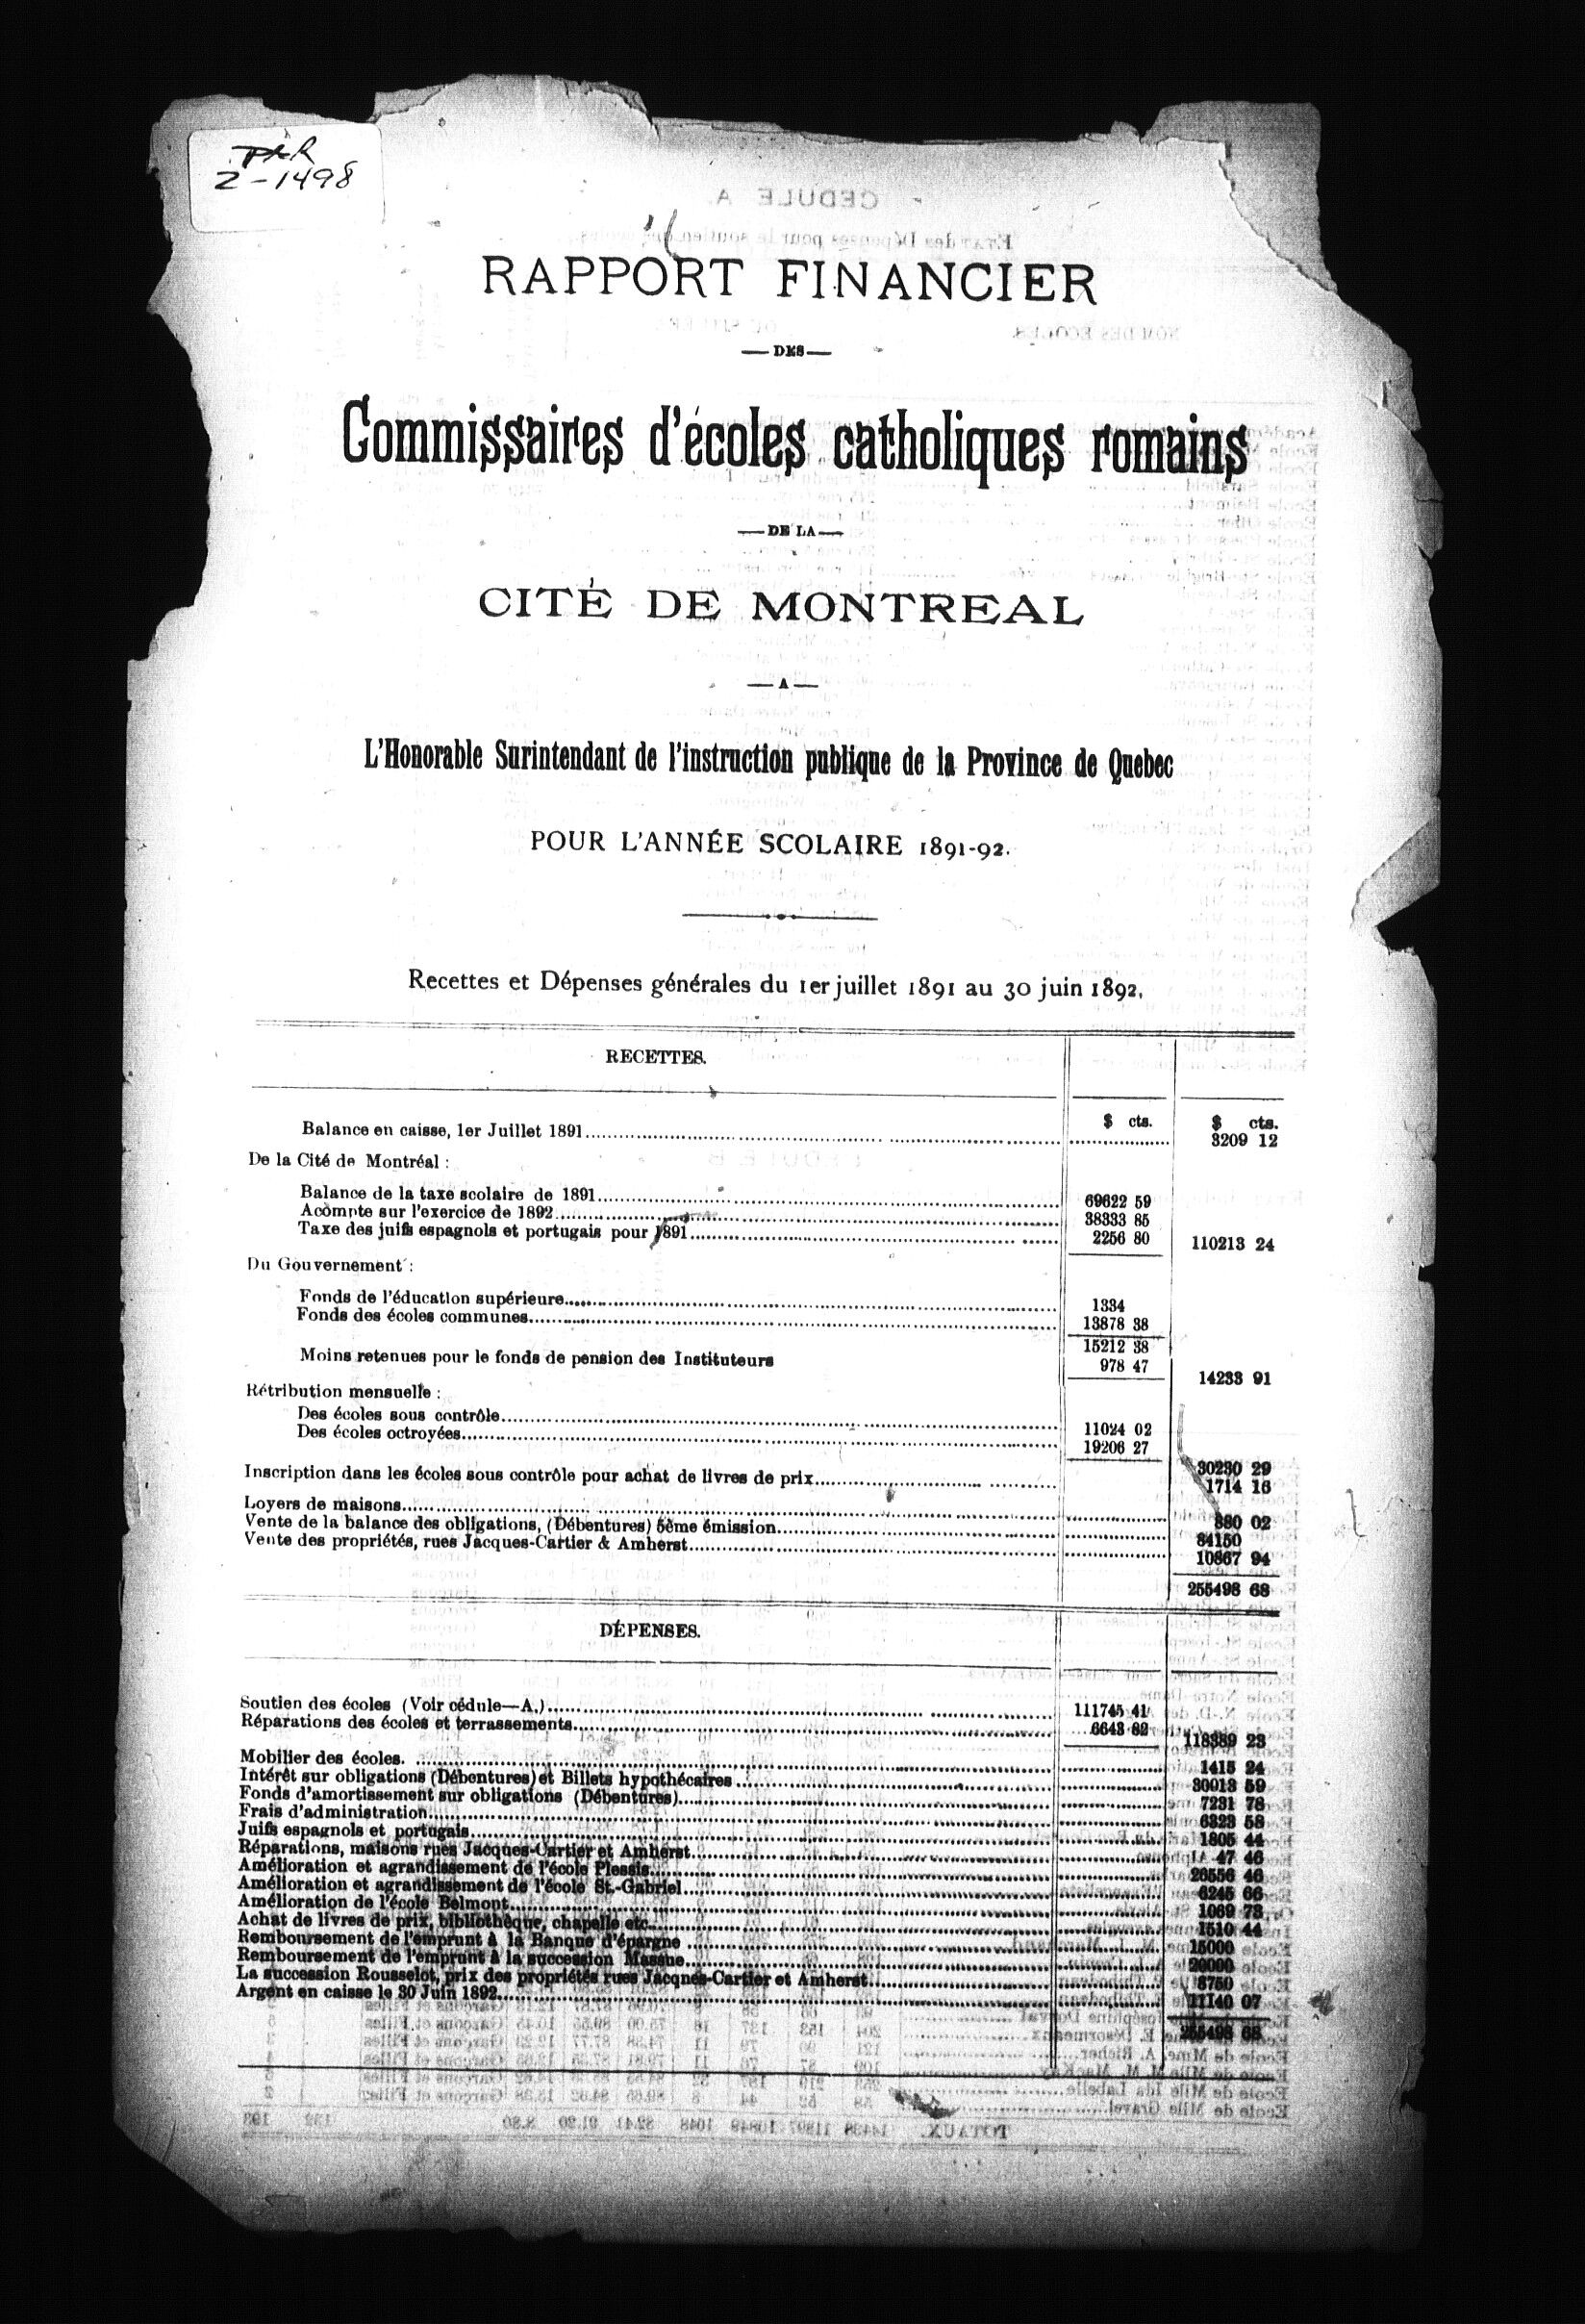 PER
Z-1498
RAPPORT FINANCIER
— DES —
Commissaires d'écoles catholiques romains
— DE LA —
CITÉ DE MONTREAL
— A —
L'Honorable Surintendant de l'instruction publique de la Province de Quebec
POUR L'ANNÉE SCOLAIRE 1891-92.
Recettes et Dépenses générales du 1er juillet 1891 au 30 juin 1892.
RECETTES.
$ cts. $ cts.
Balance en caisse, 1er Juillet 1891 3209 12
De la Cité de Montréal :
Balance de la taxe scolaire de 1891 69622 59
Acompte sur l'exercice de 1892 38333 85
Taxe des juifs espagnols et portugais pour 1891 2256 80 110213 24
Du Gouvernement :
Fonds de l'éducation supérieure 1334
Fonds des écoles communes 13878 38
15212 38
Moins retenues pour le fonds de pension des Instituteurs 978 47 14233 91
Rétribution mensuelle :
Des écoles sous contrôle 11024 02
Des écoles octroyées 19206 27 30230 29
Inscription dans les écoles sous contrôle pour achat de livres de prix 1714 16
Loyers de maisons 880 02
Vente de la balance des obligations, (Débentures) 5ème émission 84150
Vente des propriétés, rues Jacques-Cartier & Amherst 10867 94
255498 68
DÉPENSES.
Soutien des écoles (Voir cédule—A.) 111745 41
Réparations des écoles et terrassements 6643 82 118389 23
Mobilier des écoles. 1415 24
Intérêt sur obligations (Débentures) et Billets hypothécaires 30013 59
Fonds d'amortissement sur obligations (Débentures) 7231 78
Frais d'administration 6323 58
Juifs espagnols et portugais 1805 44
Réparations, maisons rues Jacques-Cartier et Amherst 47 46
Amélioration et agrandissement de l'école Plessis 26556 46
Amélioration et agrandissement de l'école St.-Gabriel 6245 66
Amélioration de l'école Belmont 1069 73
Achat de livres de prix, bibliothèque, chapelle etc 1510 44
Remboursement de l'emprunt à la Banque d'épargne 15000
Remboursement de l'emprunt à la succession Massue 20000
La succession Rousselot, prix des propriétés rues Jacques-Cartier et Amherst 8750
Argent en caisse le 30 Juin 1892 11140 07
255498 68